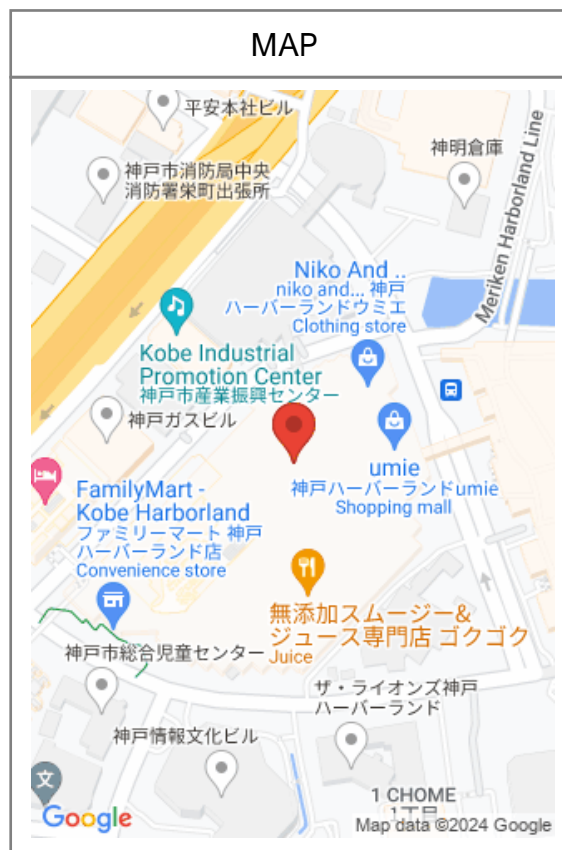 MAP
平安本社ビル
神戸市消防局中央
消防署栄町出張所
神明倉庫
Meriken Harborland Line
Niko And ..
niko and... 神戸
ハーバーランドウミエ
Clothing store
Kobe Industrial
Promotion Center
神戸市産業振興センター
神戸ガスビル
umie
神戸ハーバーランドumie
Shopping mall
FamilyMart -
Kobe Harborland
ファミリーマート 神戸
ハーバーランド店
Convenience store
無添加スムージー&
ジュース専門店 ゴクゴク
Juice
神戸市総合児童センター
ザ・ライオンズ神戸
ハーバーランド
神戸情報文化ビル
文
1 CHOME
1丁目
Google
Map data ©2024 Google